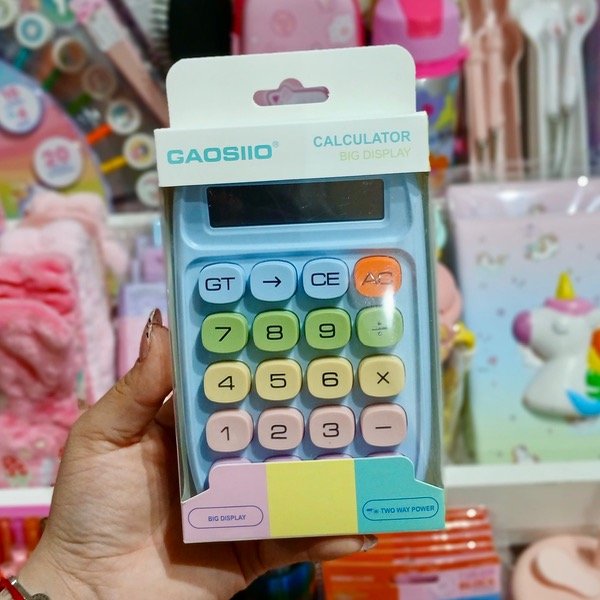 GAOSIIO®
CALCULATOR
BIG DISPLAY
GT → CE AC
7 8 9 ÷
4 5 6 ×
1 2 3 −
BIG DISPLAY
TWO WAY POWER
20